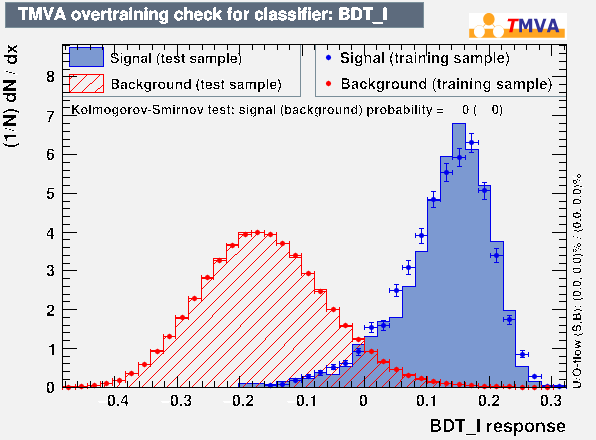 TMVA overtraining check for classifier: BDT_I
TMVA
Signal (test sample)
Signal (training sample)
Background (test sample)
Background (training sample)
Kolmogorov-Smirnov test: signal (background) probability = 0 ( 0)
(1/N) dN / dx
8
7
6
5
4
3
2
1
0
0.4
0.3
0.2
0.1
0
0.1
0.2
0.3
BDT_I response
U/O-flow (S,B): (0.0, 0.0)% / (0.0, 0.0)%